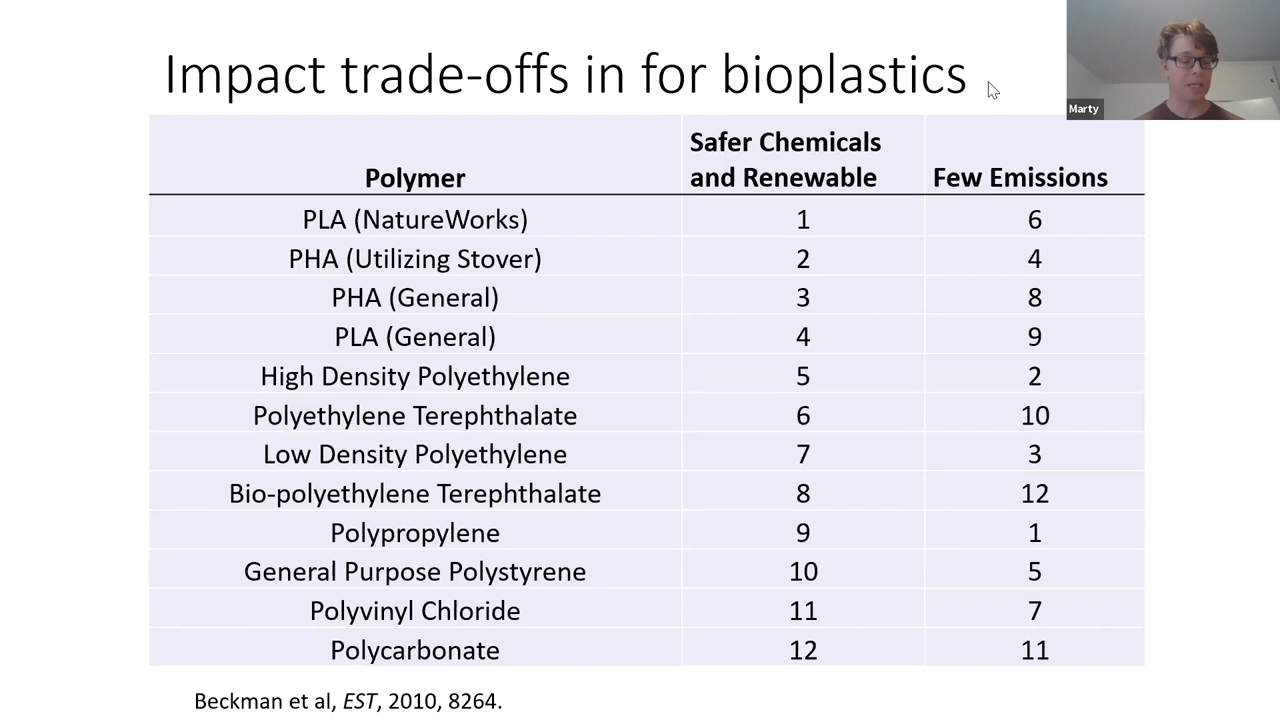 Impact trade-offs in for bioplastics
Marty
Polymer Safer Chemicals and Renewable Few Emissions
PLA (NatureWorks) 1 6
PHA (Utilizing Stover) 2 4
PHA (General) 3 8
PLA (General) 4 9
High Density Polyethylene 5 2
Polyethylene Terephthalate 6 10
Low Density Polyethylene 7 3
Bio-polyethylene Terephthalate 8 12
Polypropylene 9 1
General Purpose Polystyrene 10 5
Polyvinyl Chloride 11 7
Polycarbonate 12 11
Beckman et al, EST, 2010, 8264.